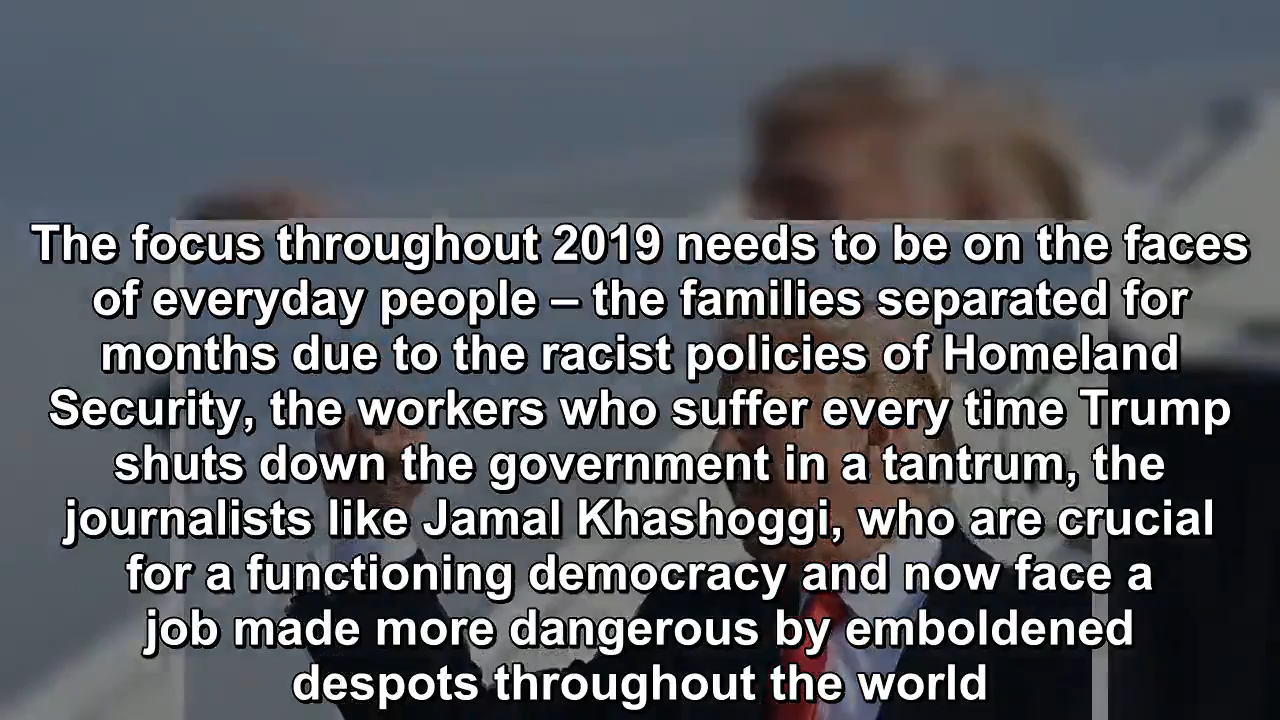 The focus throughout 2019 needs to be on the faces
of everyday people – the families separated for
months due to the racist policies of Homeland
Security, the workers who suffer every time Trump
shuts down the government in a tantrum, the
journalists like Jamal Khashoggi, who are crucial
for a functioning democracy and now face a
job made more dangerous by emboldened
despots throughout the world